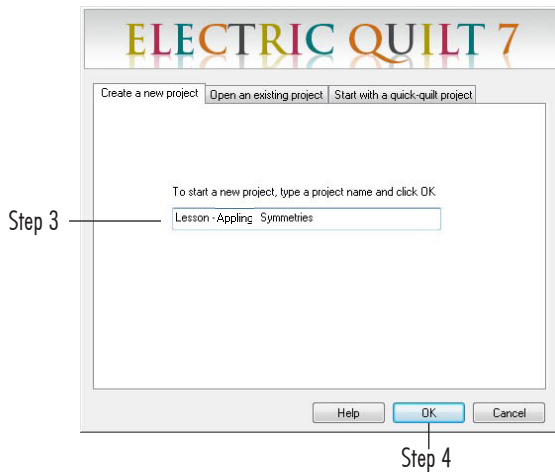 ELECTRIC QUILT 7
Create a new project Open an existing project Start with a quick-quilt project
To start a new project, type a project name and click OK
Step 3 Lesson - Appling Symmetries
Help OK Cancel
Step 4